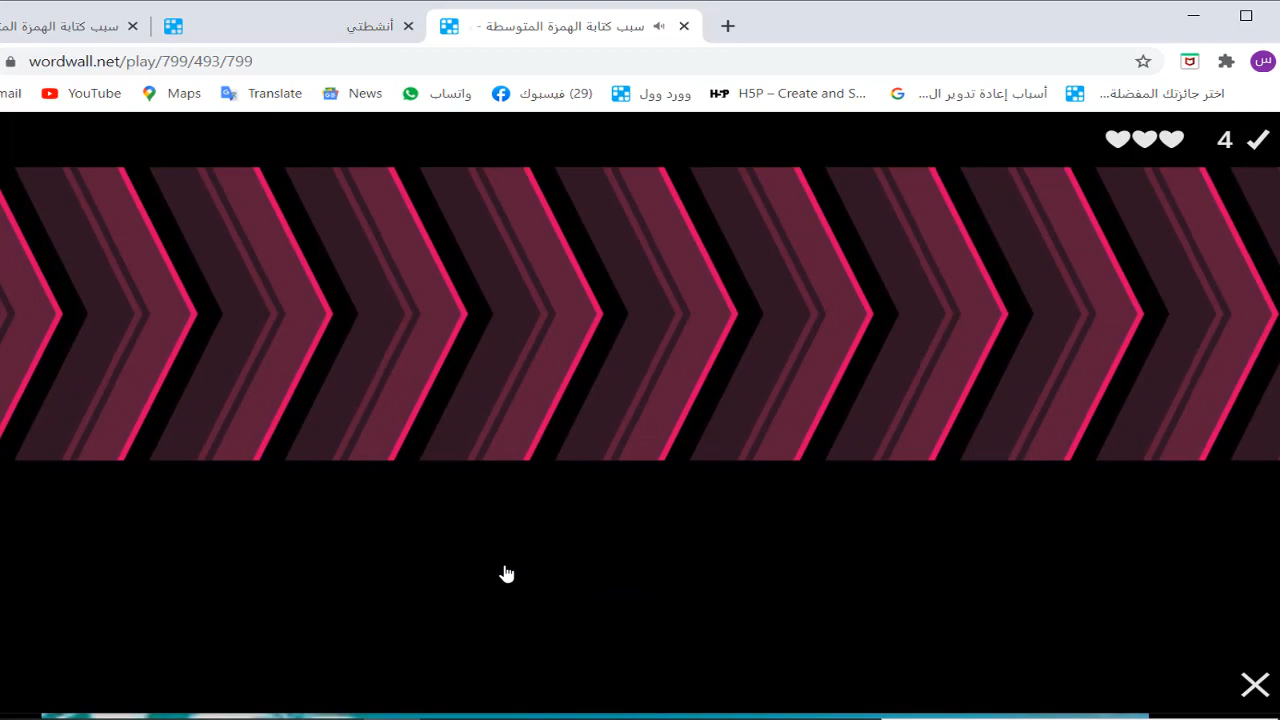 سبب كتابة الهمزة المت
أنشطتي
سبب كتابة الهمزة المتوسطة -
wordwall.net/play/799/493/799
mail YouTube Maps Translate News واتساب (29) فيسبوك وورد وول H5P – Create and S... أسباب إعادة تدوير ال... اختر جائزتك المفضلة...
س
4